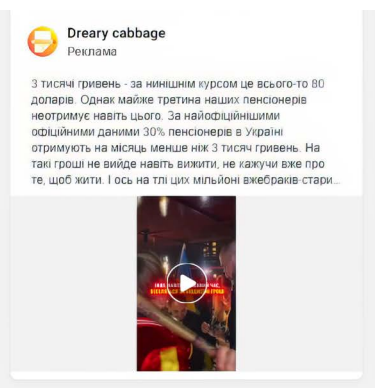 Dreary cabbage
Реклама
3 тисячі гривень - за нинішнім курсом це всього-то 80
доларів. Однак майже третина наших пенсіонерів
неотримує навіть цього. За найофіційнішими
офіційними даними 30% пенсіонерів в Україні
отримують на місяць менше ніж 3 тисяч гривень. На
такі гроші не вийде навіть вижити, не кажучи вже про
те, щоб жити. І ось на тлі цих мільйоні вжебраків-стари...